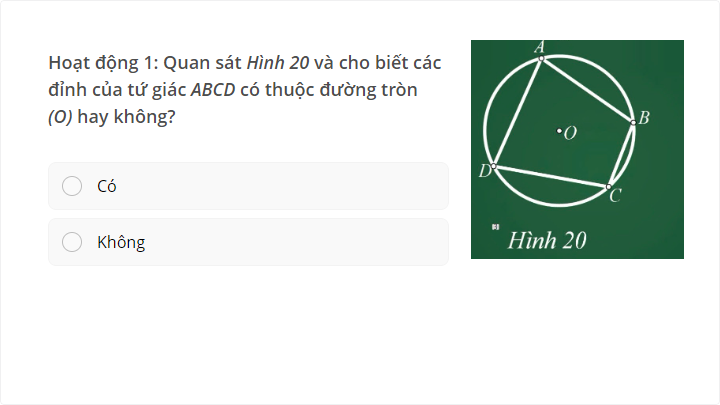 Hoạt động 1: Quan sát Hình 20 và cho biết các
đỉnh của tứ giác ABCD có thuộc đường tròn
(O) hay không?
Có
Không
A
B
O
D
C
Hình 20